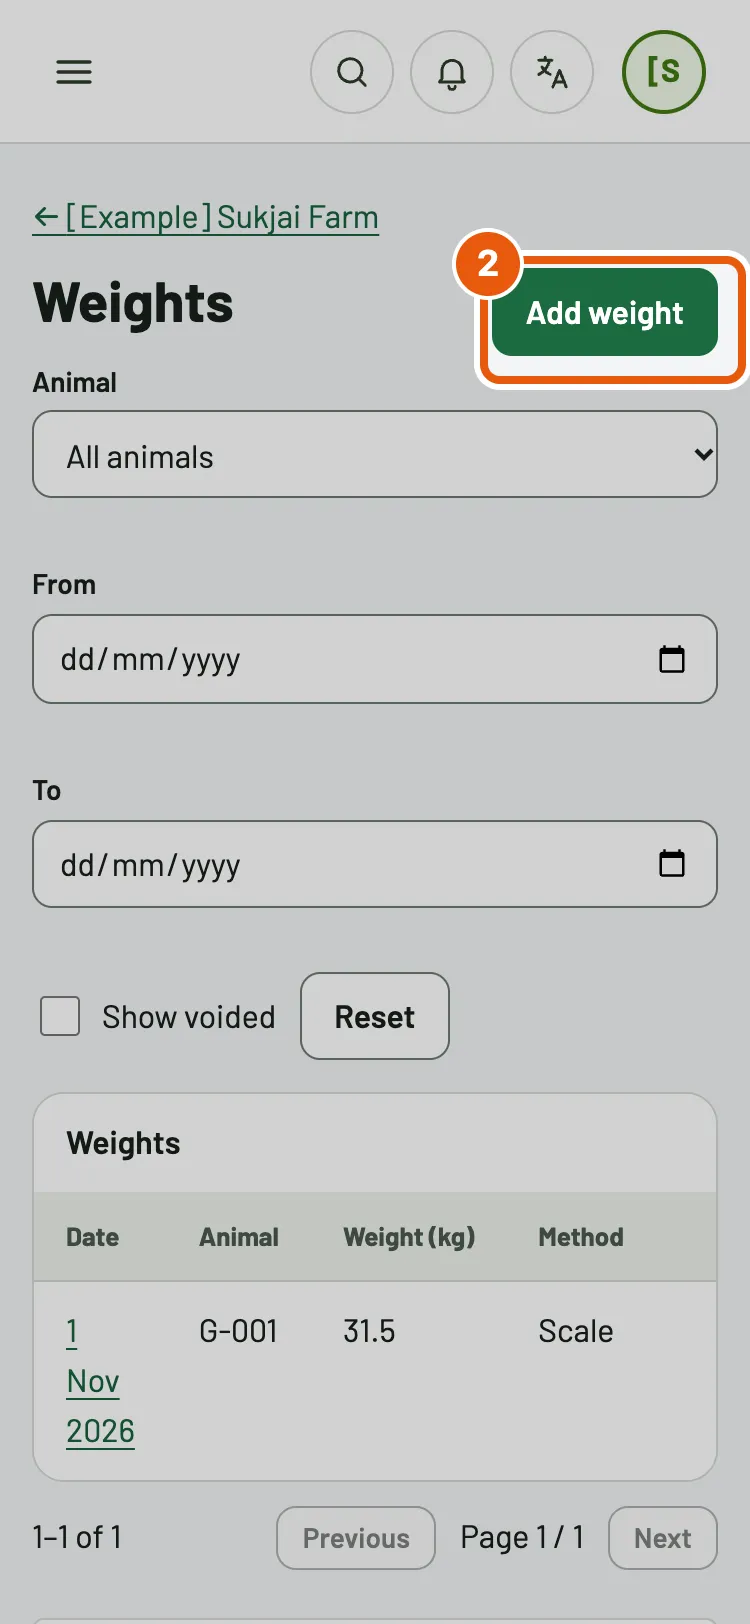 [S
← [Example] Sukjai Farm
2
Weights
Add weight
Animal
All animals
From
dd/mm/yyyy
To
dd/mm/yyyy
Show voided
Reset
Weights
Date Animal Weight (kg) Method
1 G-001 31.5 Scale
Nov
2026
1–1 of 1 Previous Page 1 / 1 Next